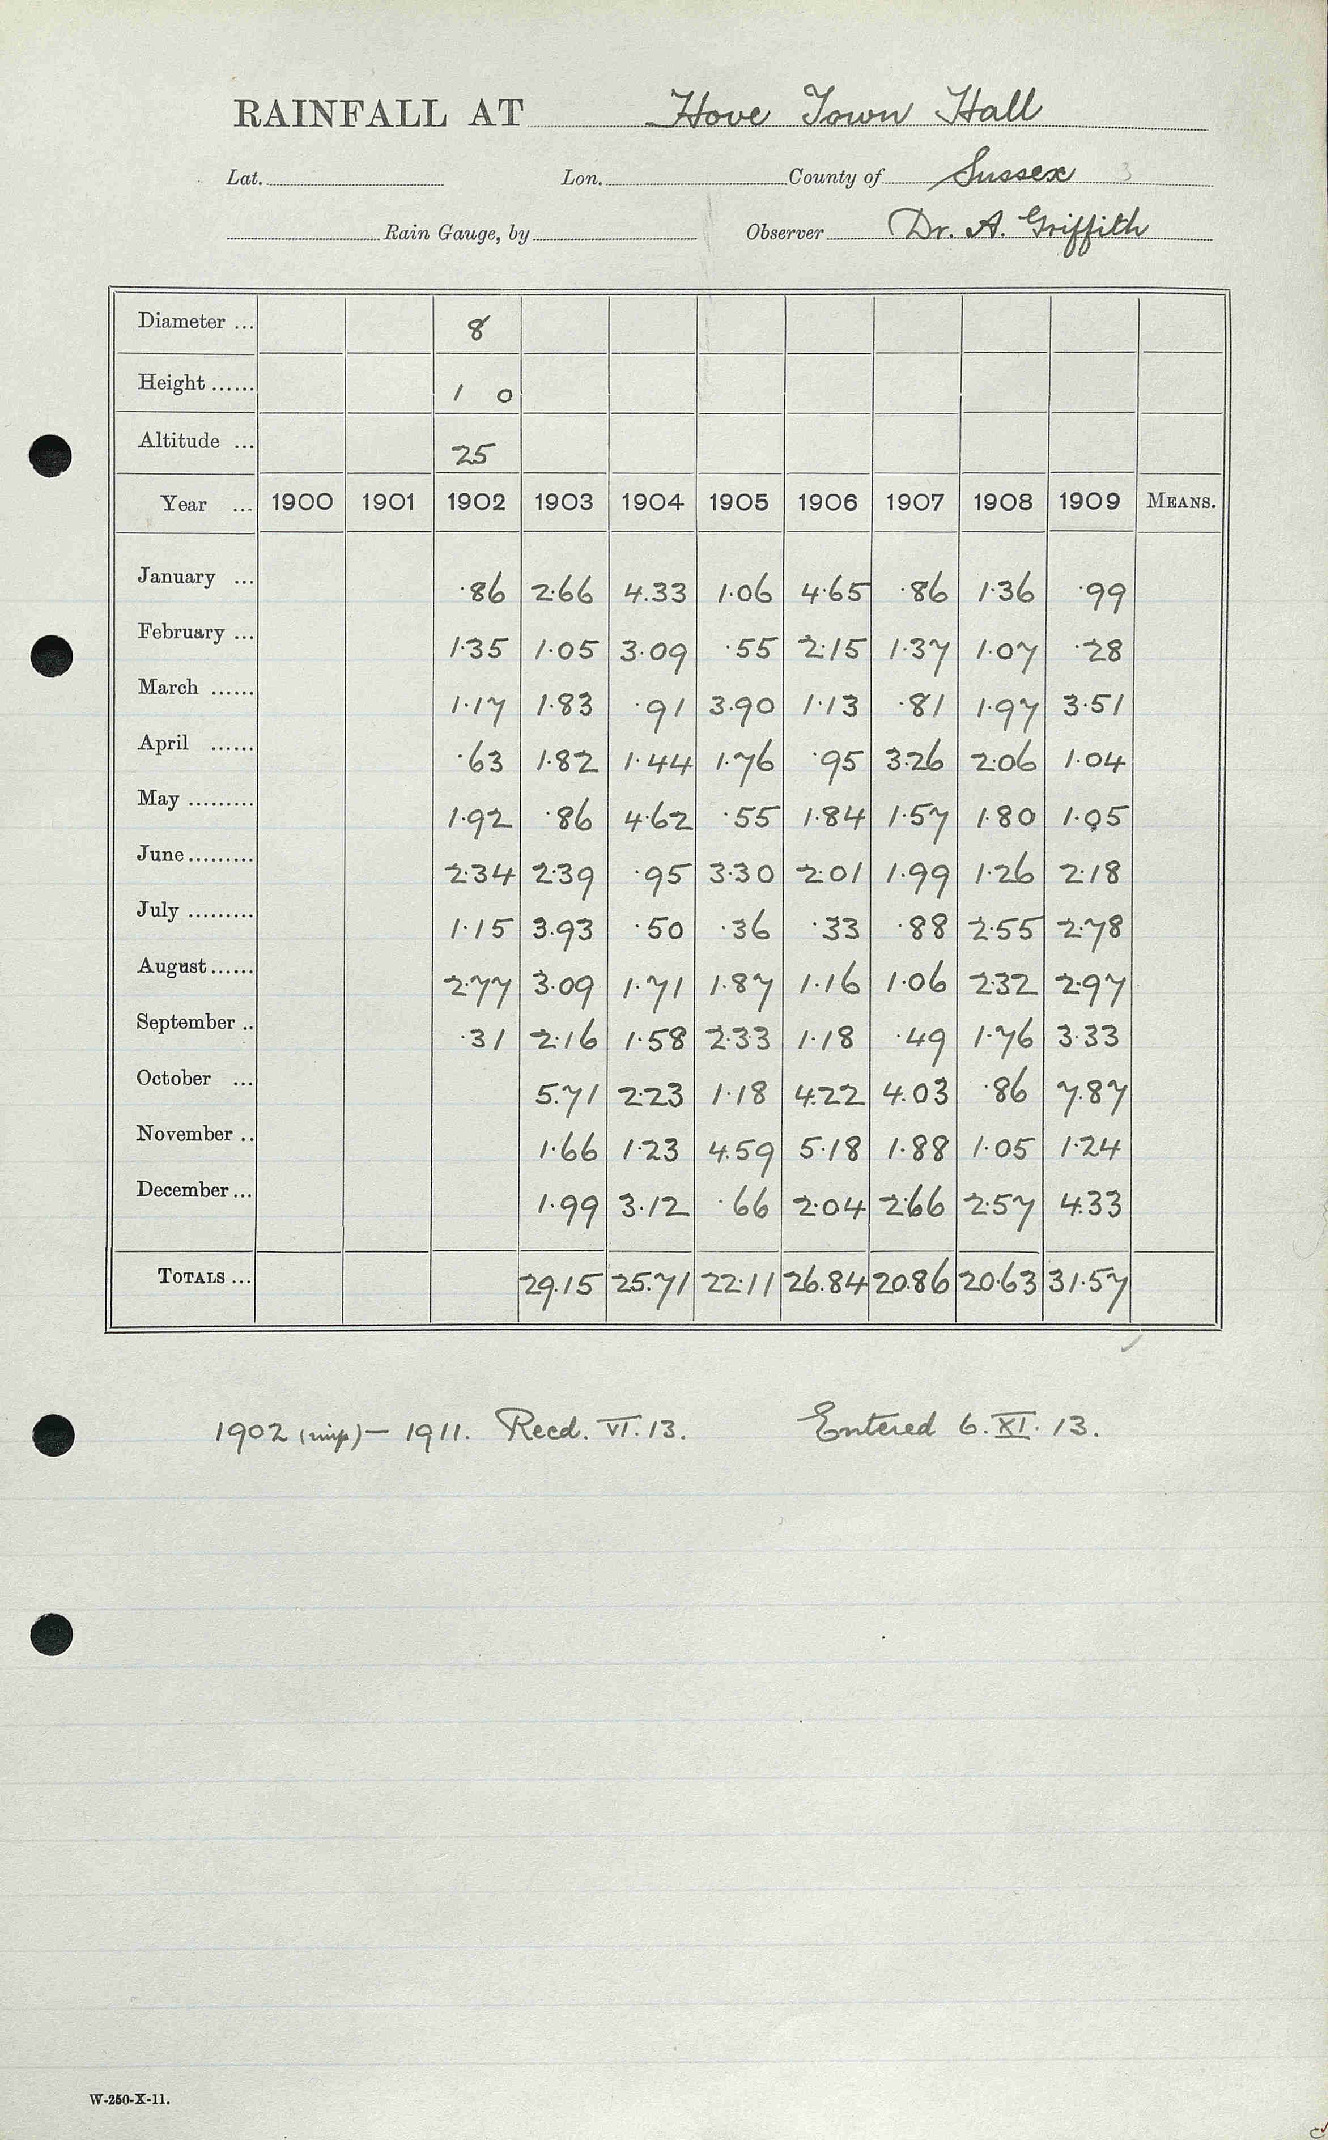 RAINFALL AT Hove Town Hall
Lat. Lon. County of Sussex 3
Rain Gauge, by Observer Dr. A. Griffith
Diameter ... 8
Height ...... 1 0
Altitude ... 25
Year ... 1900 1901 1902 1903 1904 1905 1906 1907 1908 1909 MEANS.
January ... ·86 2·66 4.33 1·06 4·65 ·86 1·36 ·99
February ... 1·35 1·05 3·09 ·55 2·15 1·37 1·07 ·28
March ...... 1·17 1·83 ·91 3·90 1·13 ·81 1·97 3·51
April ...... ·63 1·82 1·44 1·76 ·95 3·26 2·06 1·04
May ......... 1·92 ·86 4·62 ·55 1·84 1·57 1·80 1·05
June ......... 2·34 2·39 ·95 3·30 2·01 1·99 1·26 2·18
July ......... 1·15 3·93 ·50 ·36 ·33 ·88 2·55 2·78
August ...... 2·77 3·09 1·71 1·87 1·16 1·06 2·32 2·97
September .. ·31 2·16 1·58 2·33 1·18 ·49 1·76 3·33
October ... 5·71 2·23 1·18 4·22 4·03 ·86 7·87
November .. 1·66 1·23 4·59 5·18 1·88 1·05 1·24
December ... 1·99 3·12 ·66 2·04 2·66 2·57 4·33
TOTALS ... 29·15 25·71 22·11 26·84 20·86 20·63 31·57
1902 (imp) — 1911. Recd. VI. 13. Entered 6. XI. 13.
W-250-X-11.